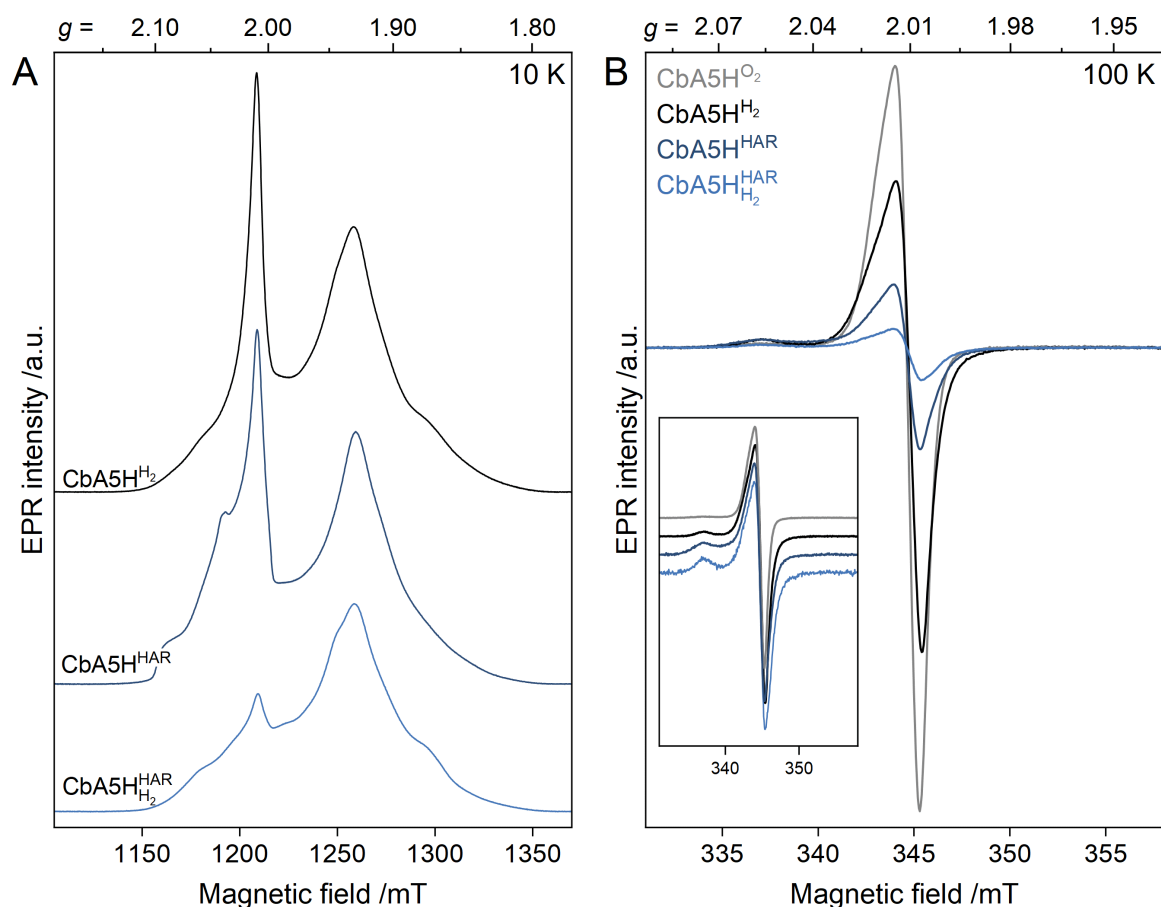 g = 2.10 2.00 1.90 1.80
A
10 K
CbA5H^H₂
CbA5H^HAR
CbA5H^HAR_H₂
EPR intensity /a.u.
1150 1200 1250 1300 1350
Magnetic field /mT
g = 2.07 2.04 2.01 1.98 1.95
B
100 K
CbA5H^O₂
CbA5H^H₂
CbA5H^HAR
CbA5H^HAR_H₂
EPR intensity /a.u.
340 350
335 340 345 350 355
Magnetic field /mT